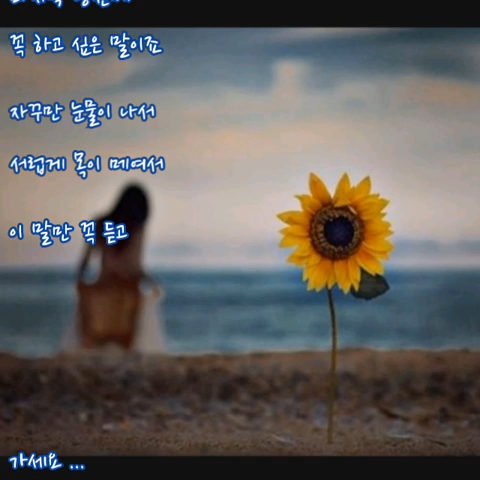 꼭 하고 싶은 말이죠
자꾸만 눈물이 나서
서럽게 목이 메여서
이 말만 꼭 듣고
가세요 ...